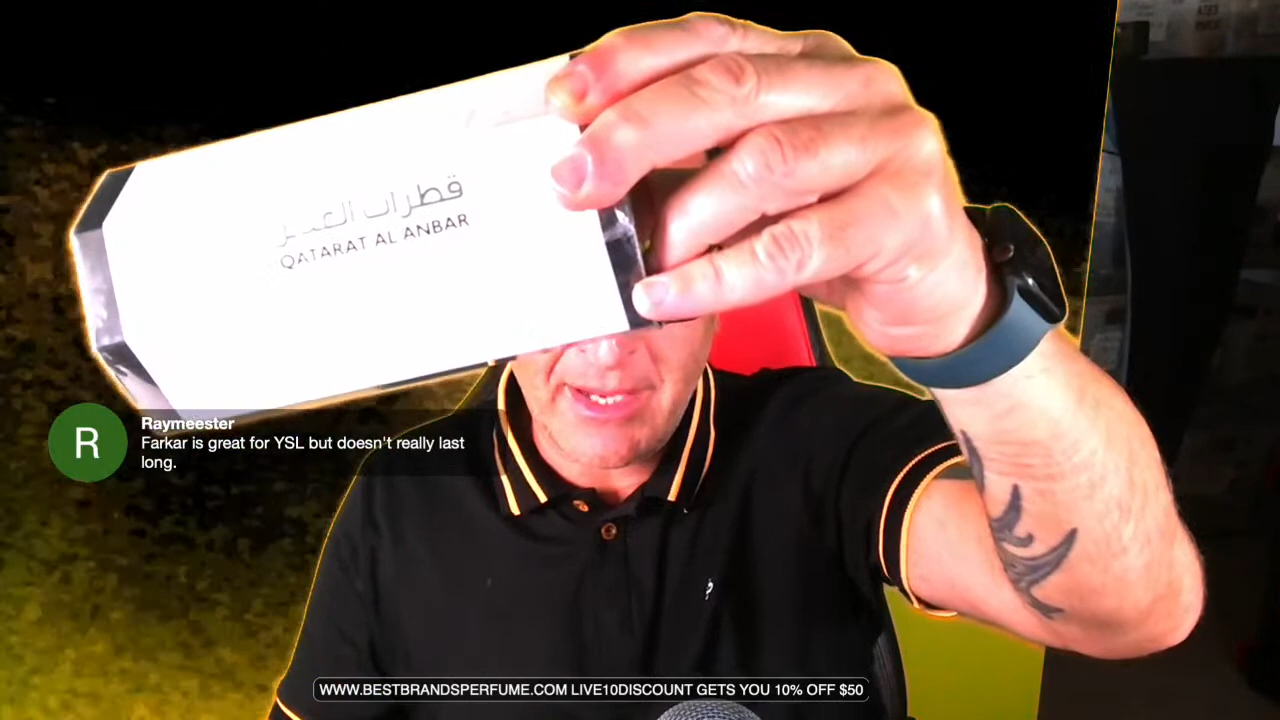 قطرات
QATARAT AL ANBAR
R
Raymeester
Farkar is great for YSL but doesn't really last
long.
WWW.BESTBRANDSPERFUME.COM LIVE10DISCOUNT GETS YOU 10% OFF $50